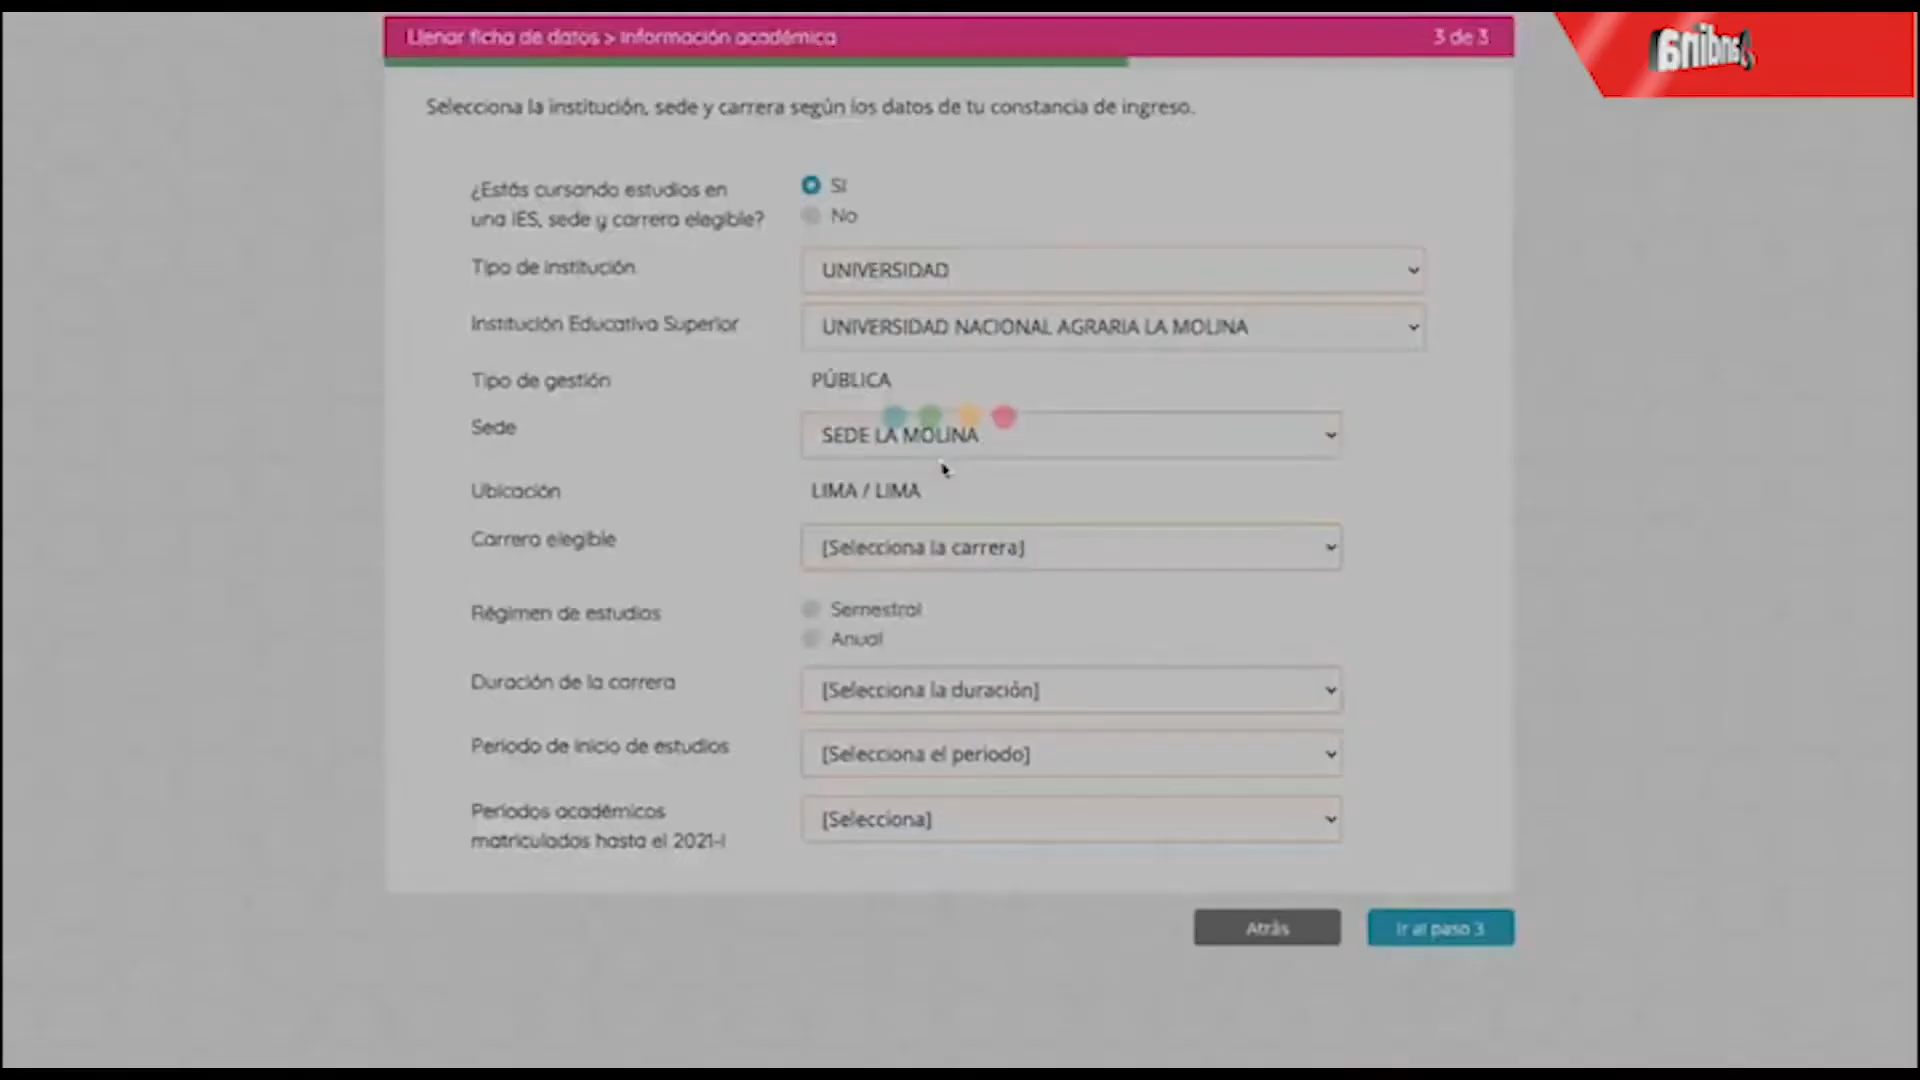 Llenar ficha de datos > Información académica
3 de 3
Selecciona la institución, sede y carrera según los datos de tu constancia de ingreso.
¿Estás cursando estudios en
una IES, sede y carrera elegible?
Si
No
Tipo de institución
UNIVERSIDAD
Institución Educativa Superior
UNIVERSIDAD NACIONAL AGRARIA LA MOLINA
Tipo de gestión
PÚBLICA
Sede
SEDE LA MOLINA
Ubicación
LIMA / LIMA
Carrera elegible
[Selecciona la carrera]
Régimen de estudios
Semestral
Anual
Duración de la carrera
[Selecciona la duración]
Periodo de inicio de estudios
[Selecciona el periodo]
Periodos académicos
matriculados hasta el 2021-I
[Selecciona]
Atrás
Ir al paso 3